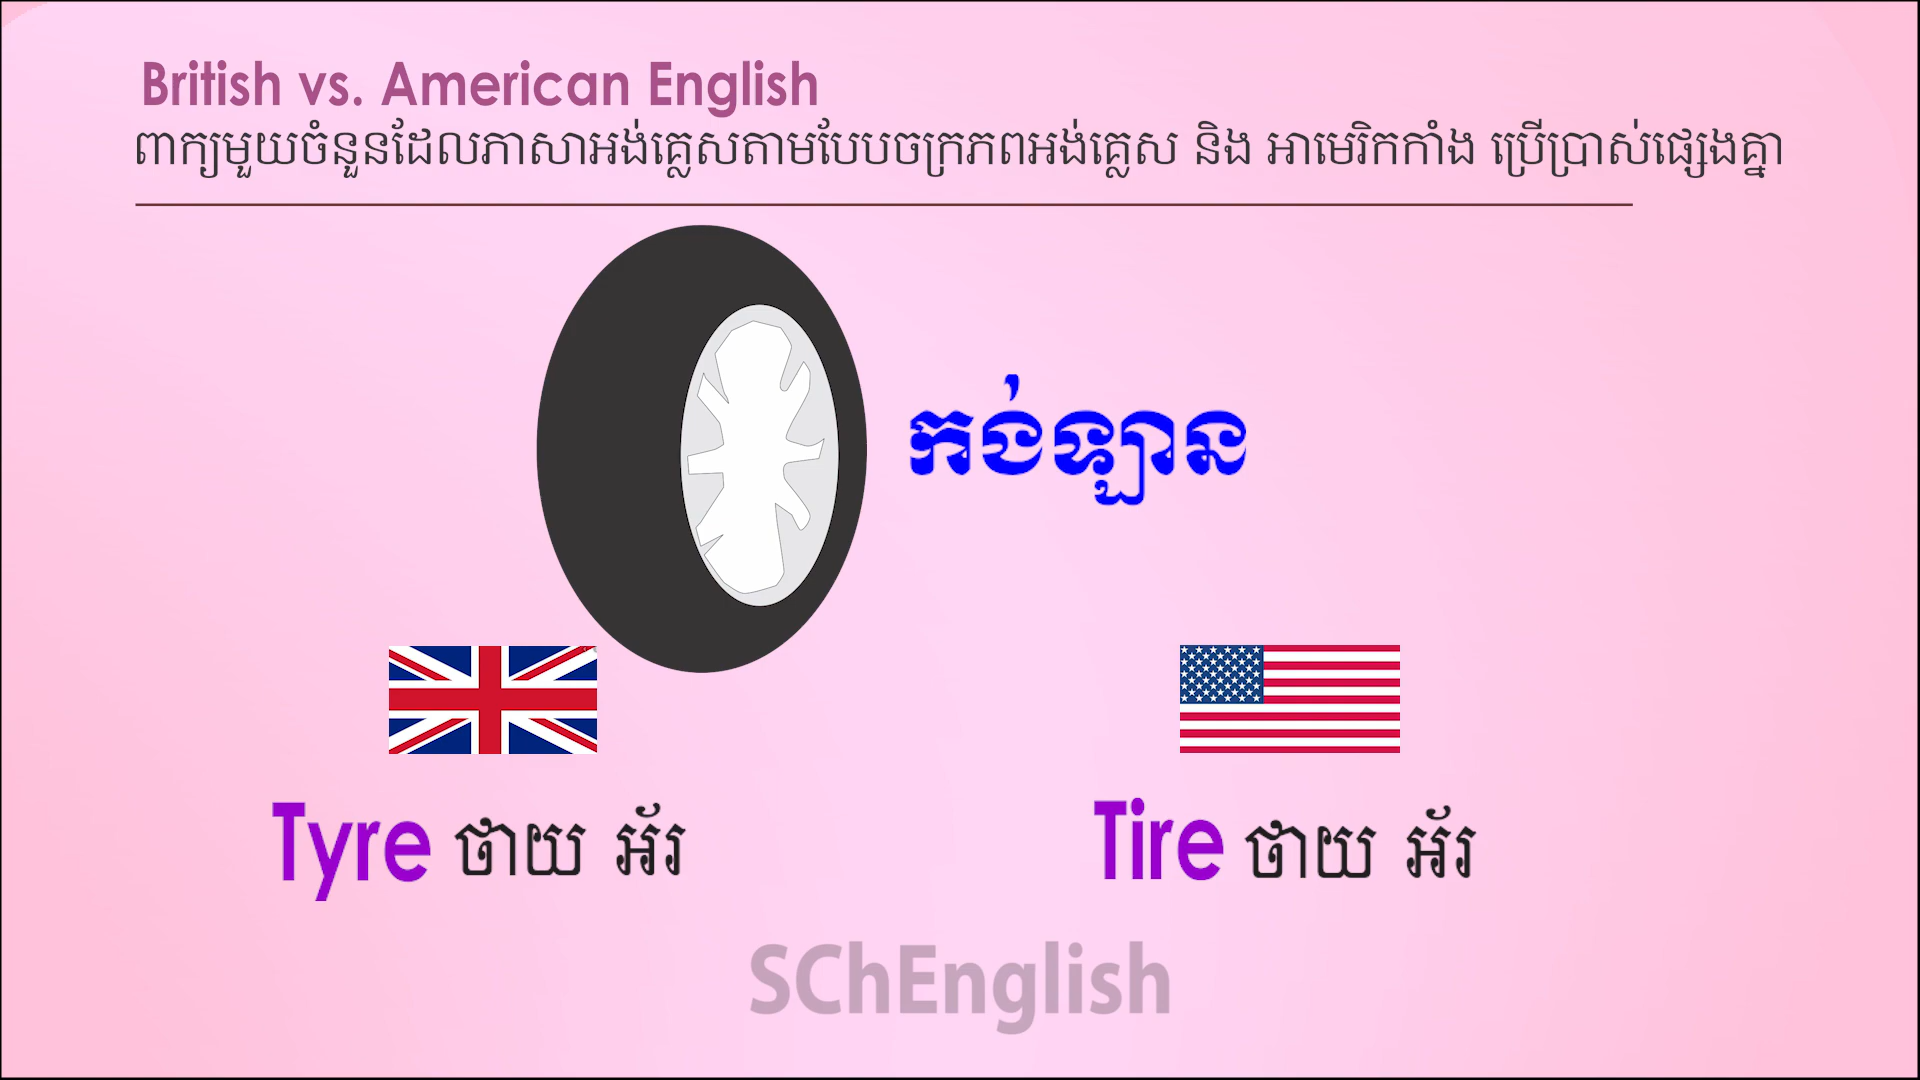 British vs. American English
ពាក្យមួយចំនួនដែលភាសាអង់គ្លេសតាមបែបចក្រភពអង់គ្លេស និង អាមេរិកកាំង ប្រើប្រាស់ផ្សេងគ្នា
កង់ឡាន
Tyre ថាយ អ័រ
Tire ថាយ អ័រ
SChEnglish